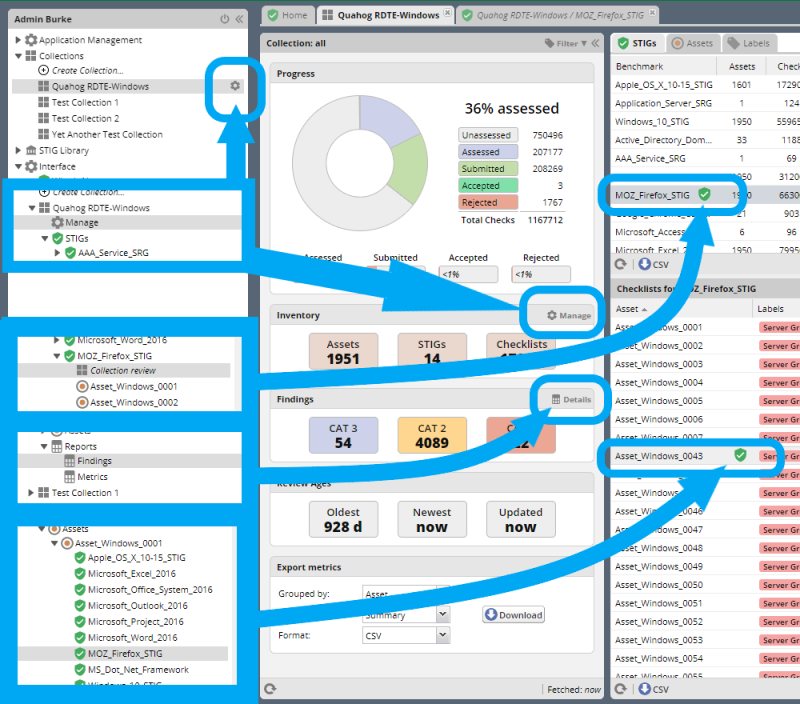 Admin Burke
Application Management
Collections
Create Collection...
Quahog RDTE-Windows
Test Collection 1
Test Collection 2
Yet Another Test Collection
STIG Library
Interface
Create Collection...
Quahog RDTE-Windows
Manage
STIGs
AAA_Service_SRG
Microsoft_Word_2016
MOZ_Firefox_STIG
Collection review
Asset_Windows_0001
Asset_Windows_0002
Assets
Reports
Findings
Metrics
Test Collection 1
Assets
Asset_Windows_0001
Apple_OS_X_10-15_STIG
Microsoft_Excel_2016
Microsoft_Office_System_2016
Microsoft_Outlook_2016
Microsoft_Project_2016
Microsoft_Word_2016
MOZ_Firefox_STIG
MS_Dot_Net_Framework
Windows_10_STIG
Home
Quahog RDTE-Windows
Quahog RDTE-Windows / MOZ_Firefox_STIG
Collection: all
Filter
Progress
36% assessed
Unassessed 750496
Assessed 207177
Submitted 208269
Accepted 3
Rejected 1767
Total Checks 1167712
Submitted Accepted Rejected
<1% <1%
Inventory Manage
Assets STIGs Checklists
1951 14
Findings Details
CAT 3 CAT 2
54 4089
Review Ages
Oldest Newest Updated
928 d now now
Export metrics
Grouped by: Asset
Summary
Download
Format: CSV
Fetched: now
STIGs Assets Labels
Benchmark Assets
Apple_OS_X_10-15_STIG 1601 17290
Application_Server_SRG 1 124
Windows_10_STIG 1950 55965
Active_Directory_Dom... 33 1188
AAA_Service_SRG 1 69
1950 3120
MOZ_Firefox_STIG 6630
21 903
Microsoft_Access 6 96
Microsoft_Excel_2 1950 7995
CSV
Checklists for MOZ_Firefox_STIG
Asset Labels
Asset_Windows_0001 Server Gr
Asset_Windows_0002 Server Gr
Asset_Windows_0003 Server Gr
Asset_Windows_0004 Server Gr
Asset_Windows_0005 Server Gr
Asset_Windows_0006 Server Gr
Asset_Windows_0007 Server Gr
Asset_Windows_0043 Server Gr
Asset_Windows_0046 Server Gr
Asset_Windows_0047 Server Gr
Asset_Windows_0048 Server Gr
Asset_Windows_0049 Server Gr
Asset_Windows_0050 Server Gr
Asset_Windows_0051 Server Gr
Asset_Windows_0052 Server Gr
Asset_Windows_0053 Server Gr
Asset_Windows_0054 Server Gr
Asset_Windows_0055 Server Gr
CSV